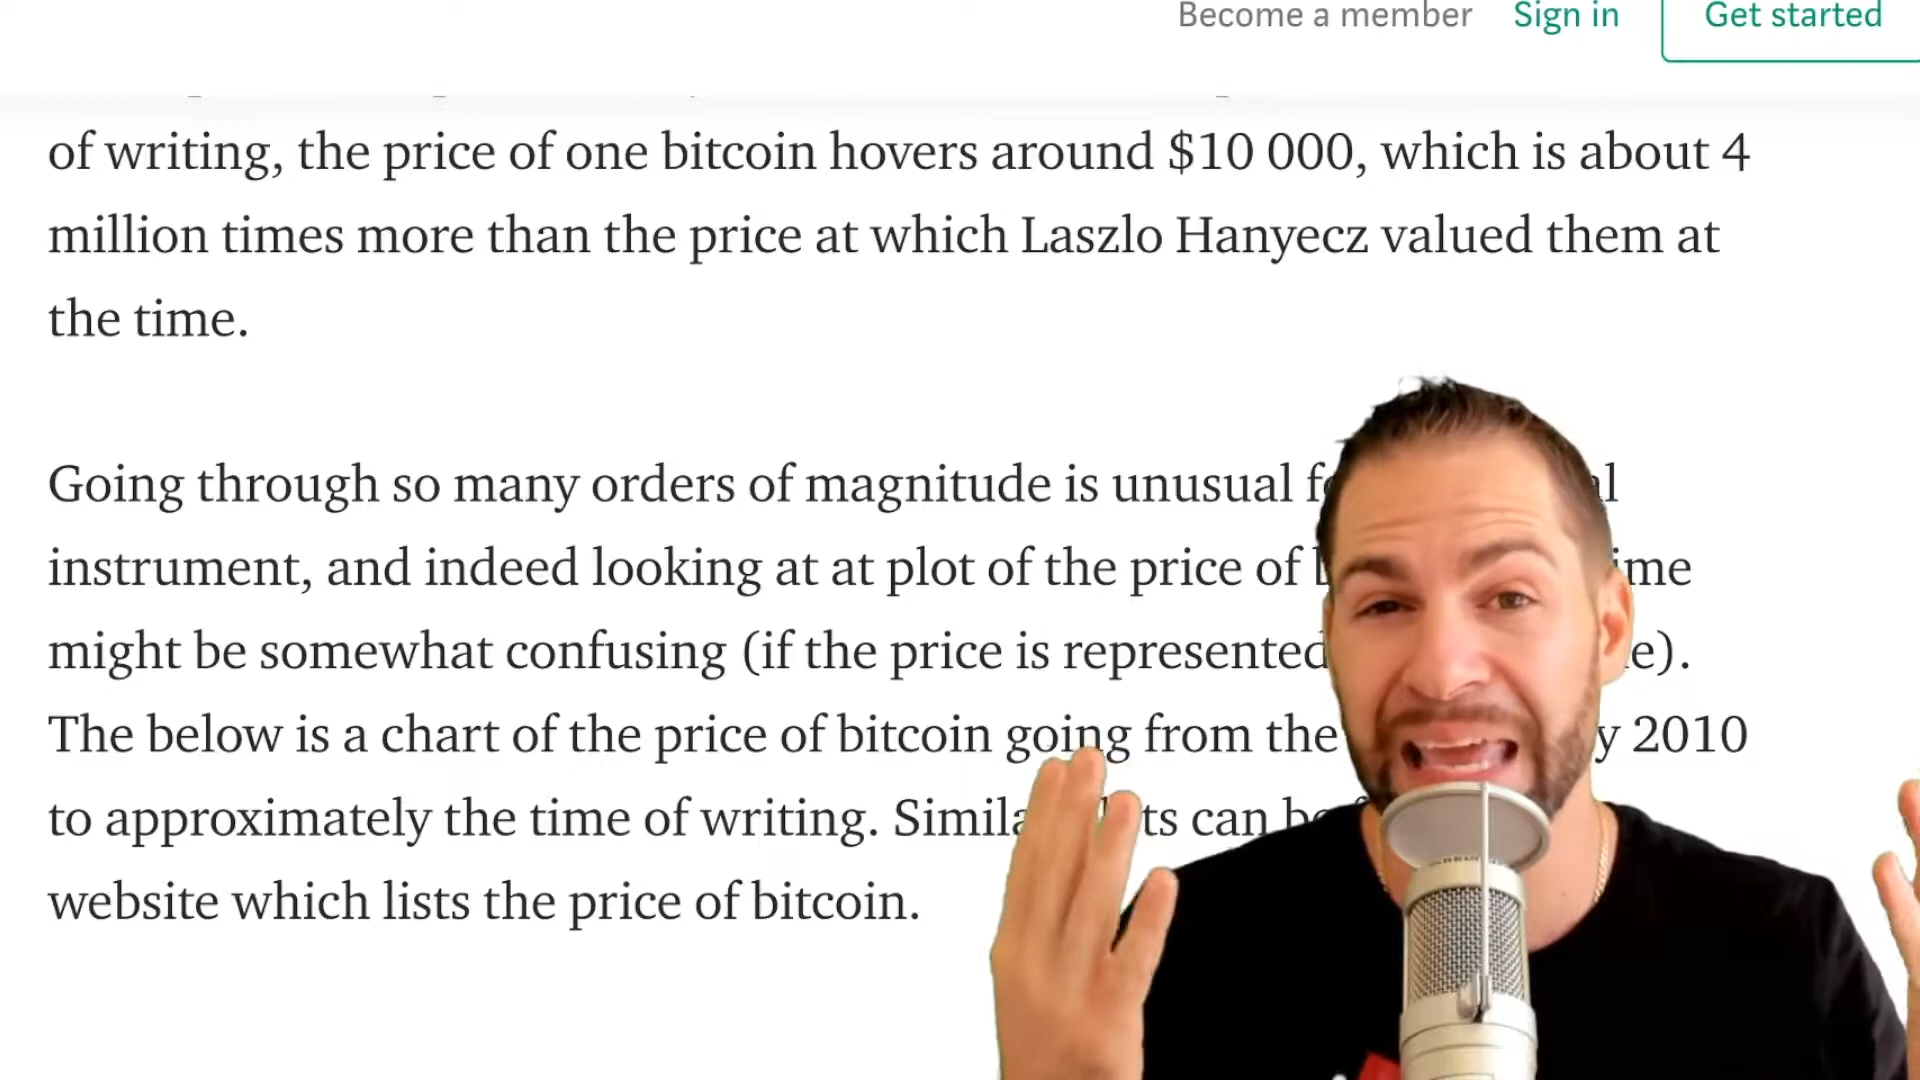 Become a member Sign in Get started
of writing, the price of one bitcoin hovers around $10 000, which is about 4
million times more than the price at which Laszlo Hanyecz valued them at
the time.
Going through so many orders of magnitude is unusual
instrument, and indeed looking at at plot of the price of
might be somewhat confusing (if the price is represented
The below is a chart of the price of bitcoin going from the 2010
to approximately the time of writing. can
website which lists the price of bitcoin.